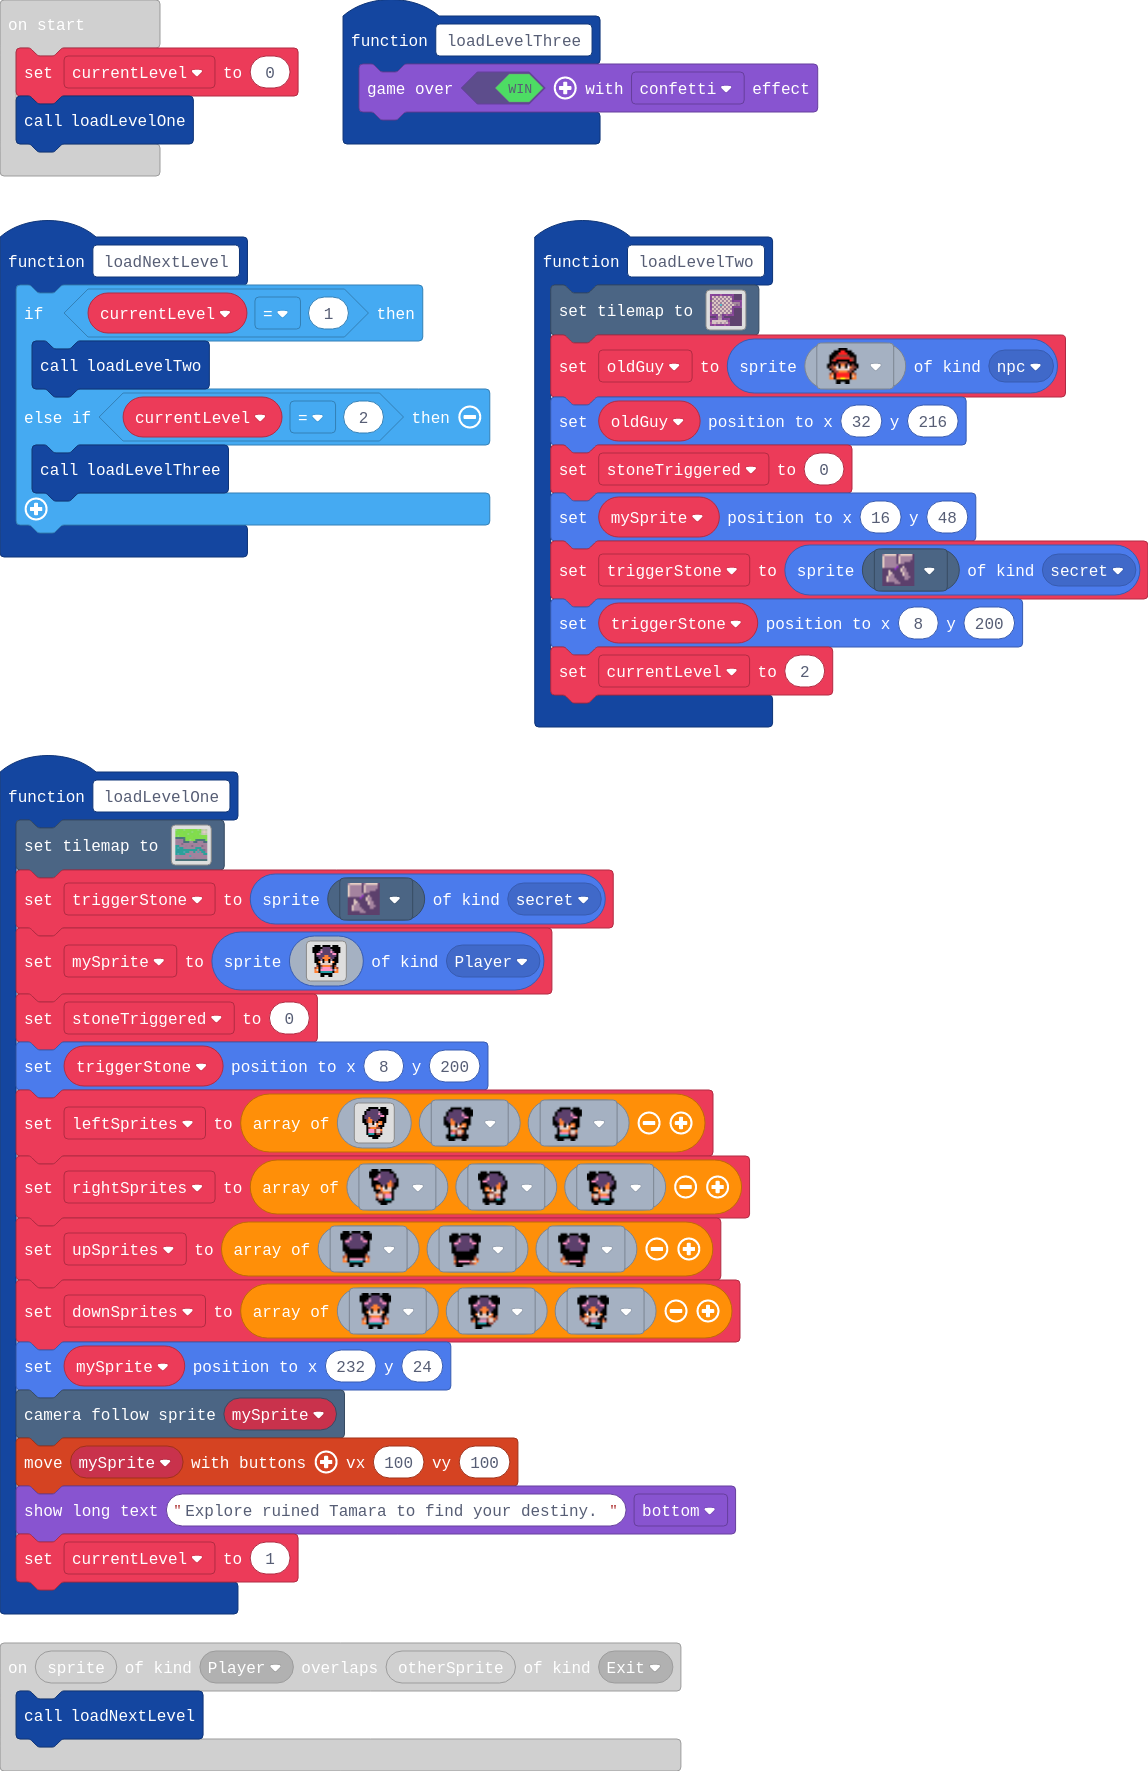 on start
set currentLevel to 0
call loadLevelOne
function loadLevelThree
game over WIN with confetti effect
function loadNextLevel
if currentLevel = 1 then
call loadLevelTwo
else if currentLevel = 2 then
call loadLevelThree
function loadLevelTwo
set tilemap to
set oldGuy to sprite of kind npc
set oldGuy position to x 32 y 216
set stoneTriggered to 0
set mySprite position to x 16 y 48
set triggerStone to sprite of kind secret
set triggerStone position to x 8 y 200
set currentLevel to 2
function loadLevelOne
set tilemap to
set triggerStone to sprite of kind secret
set mySprite to sprite of kind Player
set stoneTriggered to 0
set triggerStone position to x 8 y 200
set leftSprites to array of
set rightSprites to array of
set upSprites to array of
set downSprites to array of
set mySprite position to x 232 y 24
camera follow sprite mySprite
move mySprite with buttons vx 100 vy 100
show long text "Explore ruined Tamara to find your destiny. " bottom
set currentLevel to 1
on sprite of kind Player overlaps otherSprite of kind Exit
call loadNextLevel